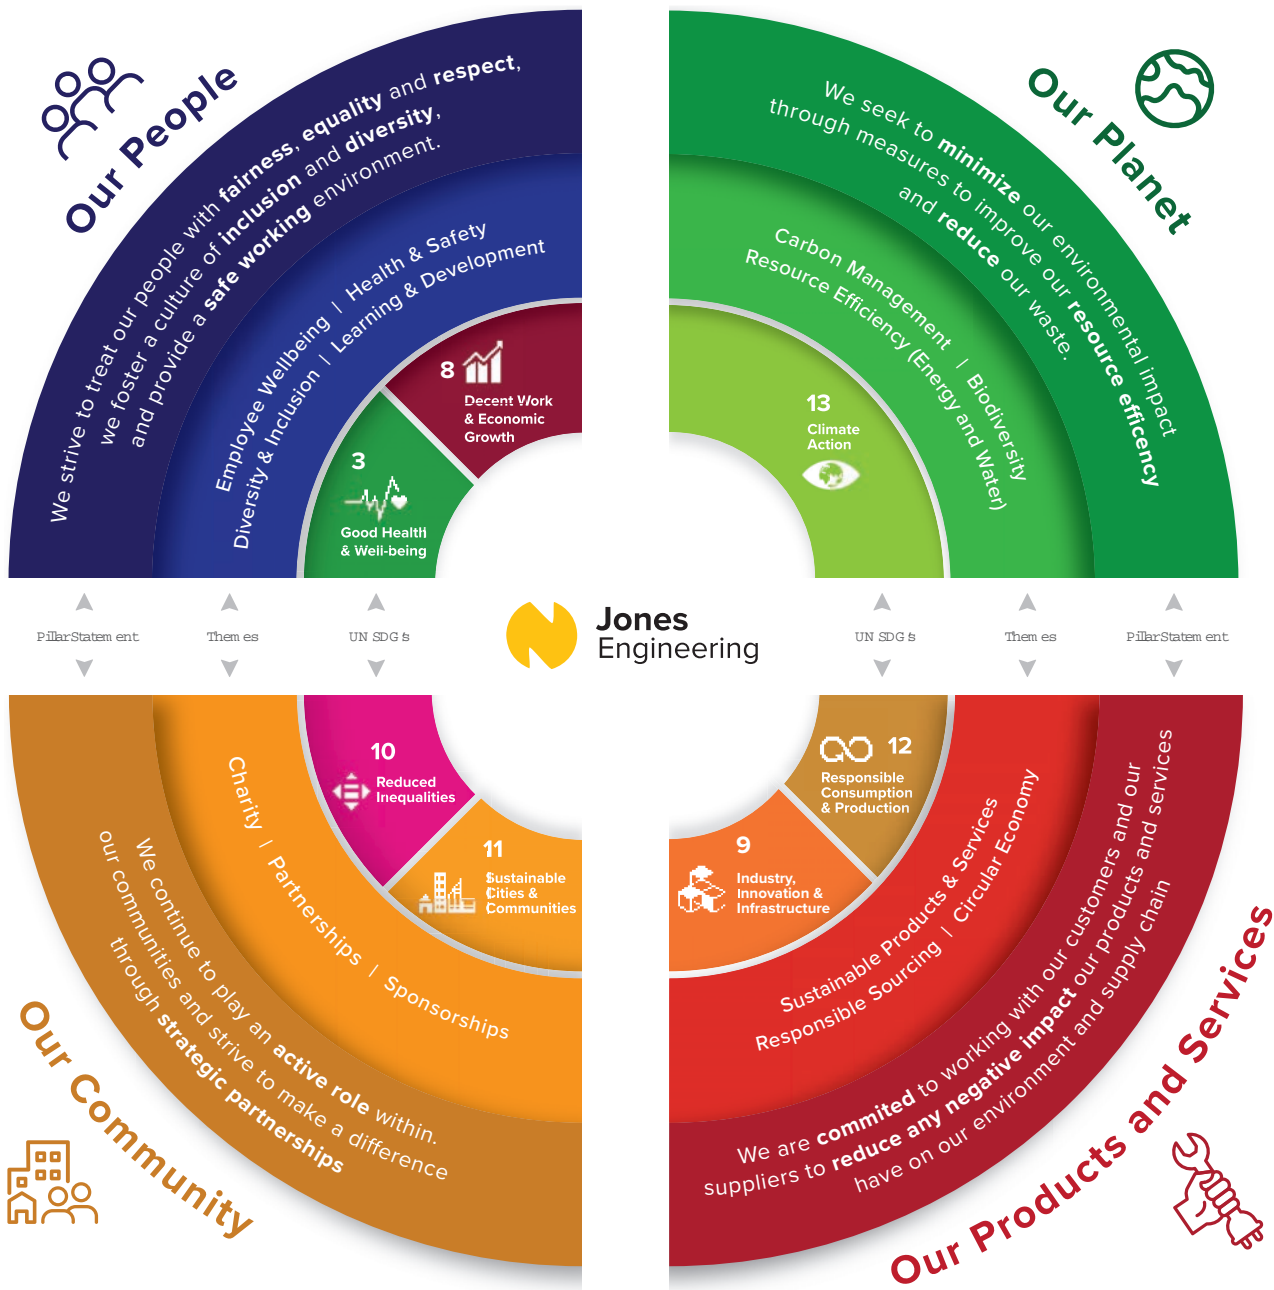 Our People
We strive to treat our people with fairness, equality and respect,
we foster a culture of inclusion and diversity,
and provide a safe working environment.
Employee Wellbeing | Health & Safety
Diversity & Inclusion | Learning & Development
8
Decent Work
& Economic
Growth
3
Good Health
& Well-being
Our Planet
We seek to minimize our environmental impact
through measures to improve our resource efficency
and reduce our waste.
Carbon Management | Biodiversity
Resource Efficiency (Energy and Water)
13
Climate
Action
Pillar Statement
Themes
UN SDG's
Jones
Engineering
UN SDG's
Themes
Pillar Statement
10
Reduced
Inequalities
11
Sustainable
Cities &
Communities
Charity | Partnerships | Sponsorships
We continue to play an active role within.
our communities and strive to make a difference
through strategic partnerships
Our Community
12
Responsible
Consumption
& Production
9
Industry,
Innovation &
Infrastructure
Sustainable Products & Services
Responsible Sourcing | Circular Economy
We are commited to working with our customers and our
suppliers to reduce any negative impact our products and services
have on our environment and supply chain
Our Products and Services